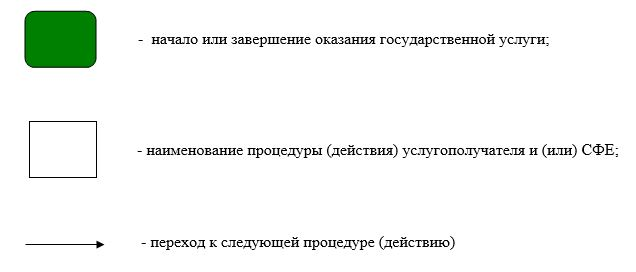 - начало или завершение оказания государственной услуги;
- наименование процедуры (действия) услугополучателя и (или) СФЕ;
- переход к следующей процедуре (действию)